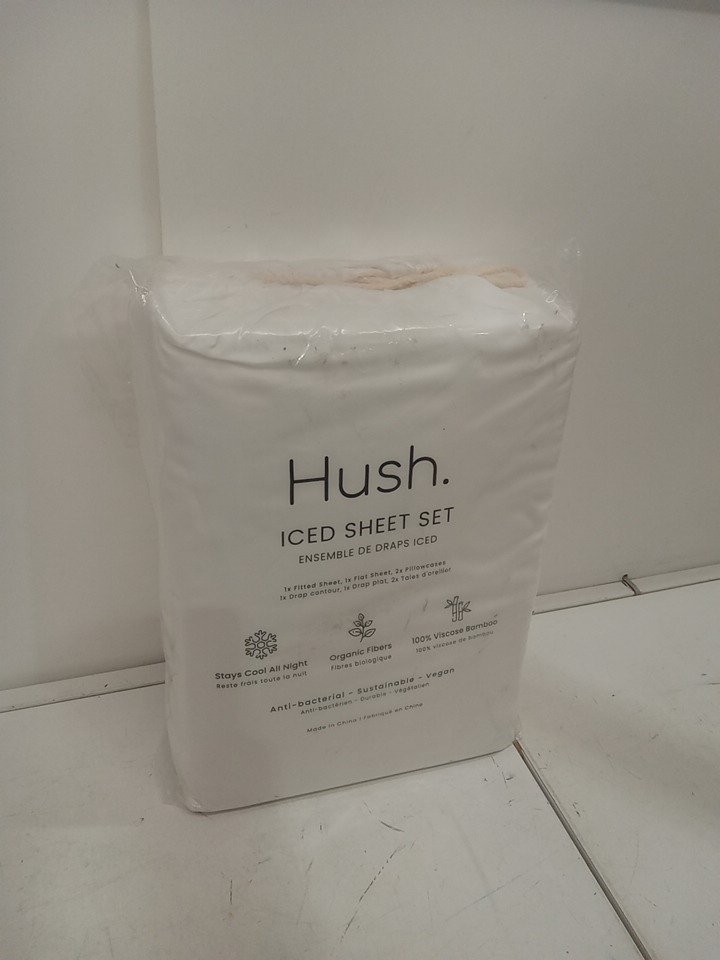 Hush.
ICED SHEET SET
ENSEMBLE DE DRAPS ICED
1x Fitted Sheet, 1x Flat Sheet, 2x Pillowcases
1x Drap contour, 1x Drap plat, 2x Taies d'oreiller
Stays Cool All Night
Reste frais toute la nuit
Organic Fibers
Fibres biologique
100% Viscose Bamboo
100% viscose de bambou
Anti-bacterial - Sustainable - Vegan
Anti-bactérien - Durable - Végétalien
Made in China | Fabriqué en Chine